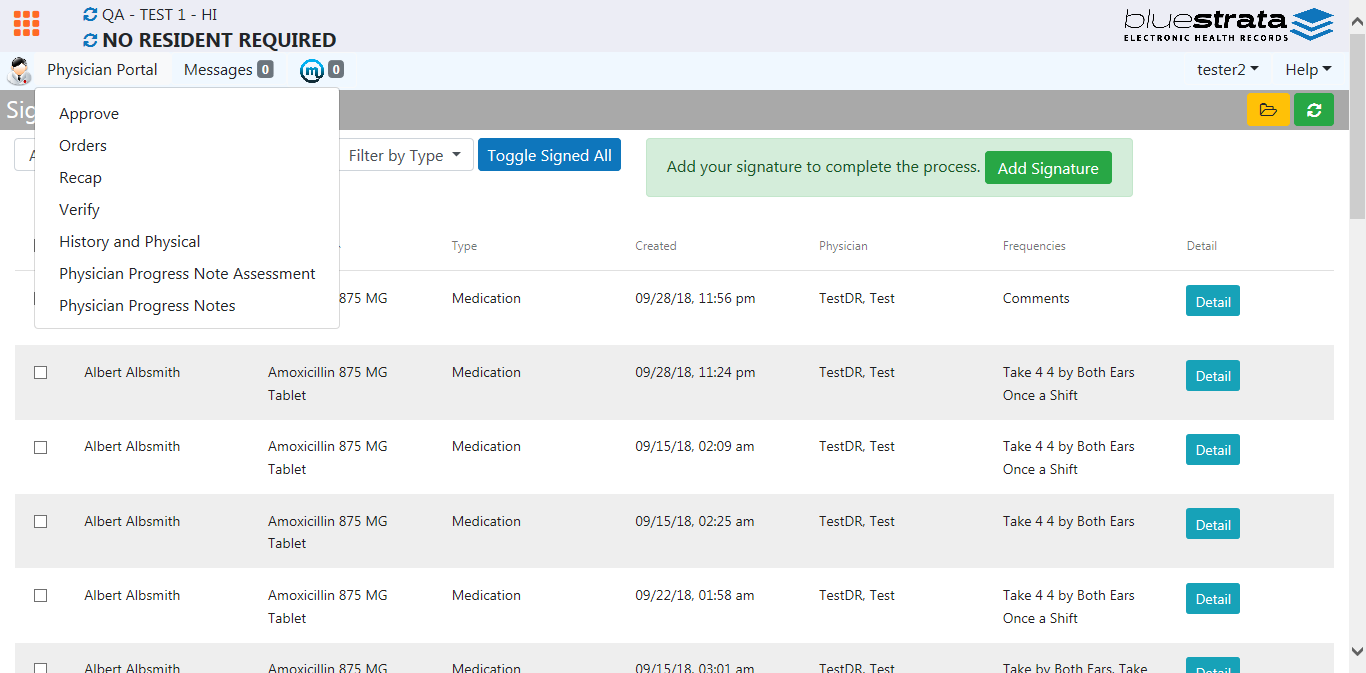 QA - TEST 1 - HI
NO RESIDENT REQUIRED
bluestrata
ELECTRONIC HEALTH RECORDS
Physician Portal Messages 0 m 0 tester2 Help
Sig
Approve
Orders
Recap
Verify
History and Physical
Physician Progress Note Assessment
Physician Progress Notes
A Filter by Type Toggle Signed All Add your signature to complete the process. Add Signature
Type Created Physician Frequencies Detail
875 MG Medication 09/28/18, 11:56 pm TestDR, Test Comments Detail
Albert Albsmith Amoxicillin 875 MG Medication 09/28/18, 11:24 pm TestDR, Test Take 4 4 by Both Ears Detail
Tablet Once a Shift
Albert Albsmith Amoxicillin 875 MG Medication 09/15/18, 02:09 am TestDR, Test Take 4 4 by Both Ears Detail
Tablet Once a Shift
Albert Albsmith Amoxicillin 875 MG Medication 09/15/18, 02:25 am TestDR, Test Take 4 4 by Both Ears Detail
Tablet
Albert Albsmith Amoxicillin 875 MG Medication 09/22/18, 01:58 am TestDR, Test Take 4 4 by Both Ears Detail
Tablet Once a Shift
Albert Albsmith Amoxicillin 875 MG Medication 09/15/18, 03:01 am TestDR, Test Take by Both Ears, Take Detail